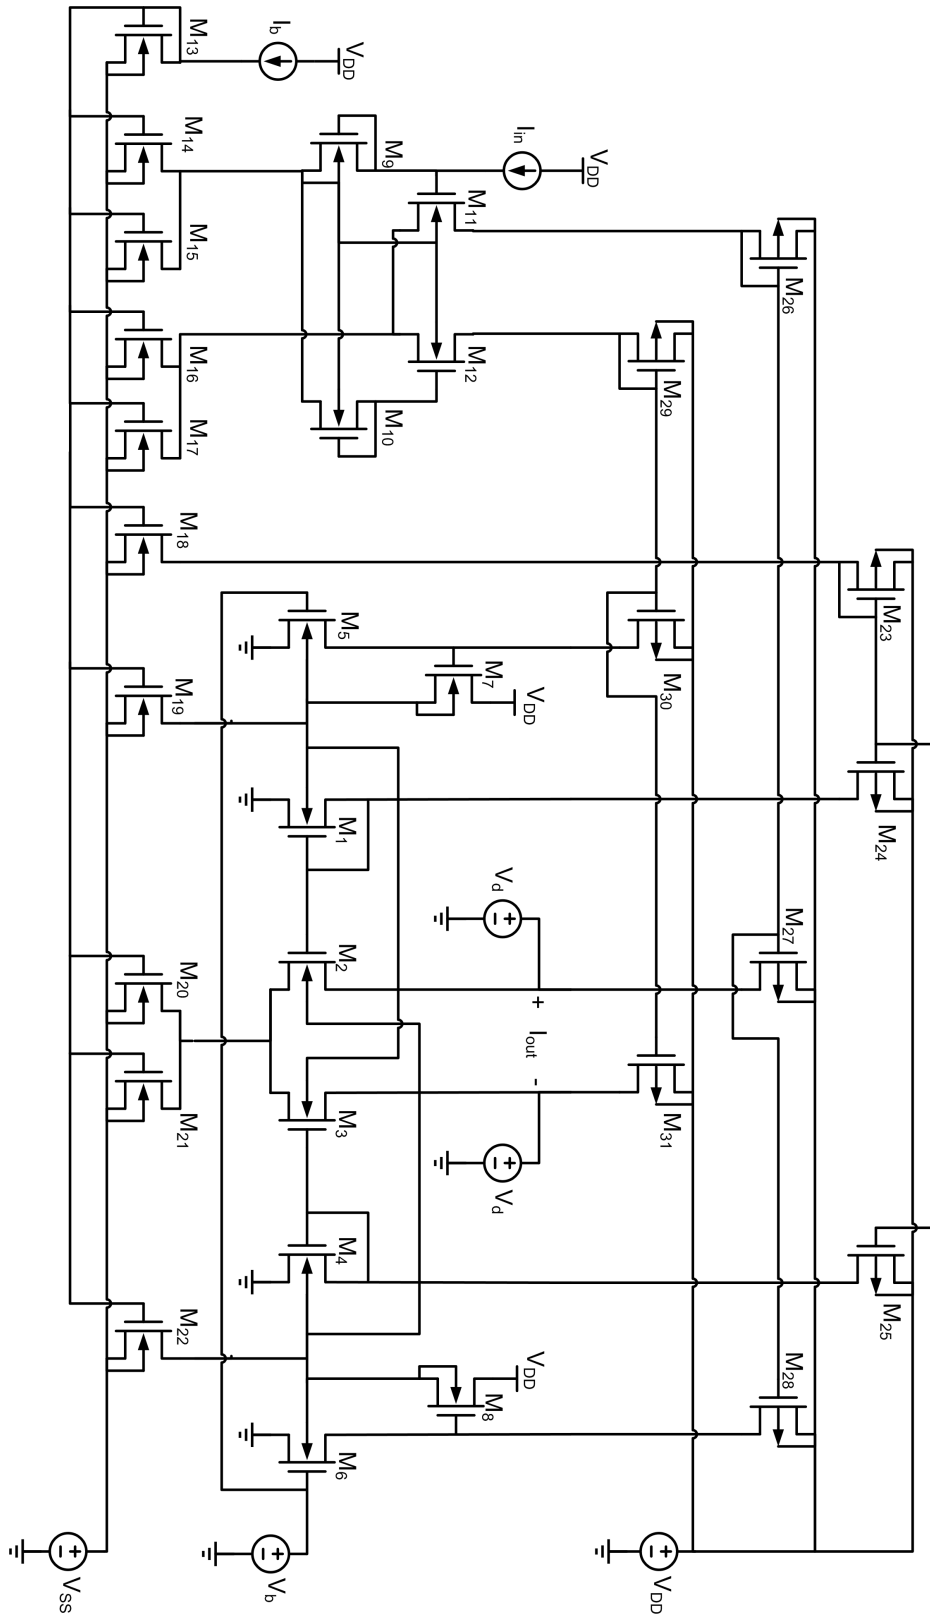 V_DD
I_b
M_13
M_14
M_15
M_16
M_17
M_18
M_19
M_20
M_21
M_22
V_SS
V_DD
I_in
M_9
M_11
M_12
M_10
M_26
M_29
M_23
M_5
M_7
V_DD
M_30
M_1
M_24
V_d
M_2
M_27
+
I_out
-
M_3
M_31
V_d
M_4
M_25
V_DD
M_8
M_28
M_6
V_b
V_DD